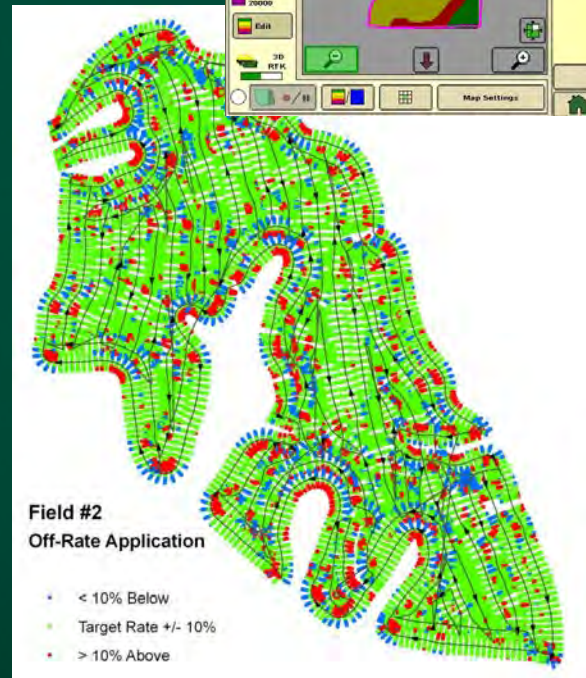 20000
Edit
3D
RTK
Map Settings
Field #2
Off-Rate Application
< 10% Below
Target Rate +/- 10%
> 10% Above